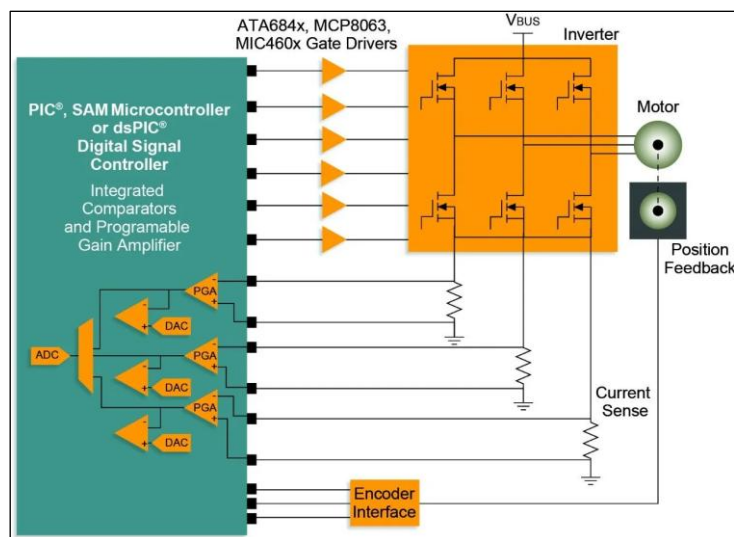 ATA684x, MCP8063,
MIC460x Gate Drivers
VBUS
Inverter
PIC®, SAM Microcontroller
or dsPIC®
Digital Signal
Controller
Integrated
Comparators
and Programable
Gain Amplifier
Motor
Position
Feedback
- PGA +
- + DAC
ADC
- PGA +
- + DAC
- PGA +
- + DAC
Current
Sense
Encoder
Interface